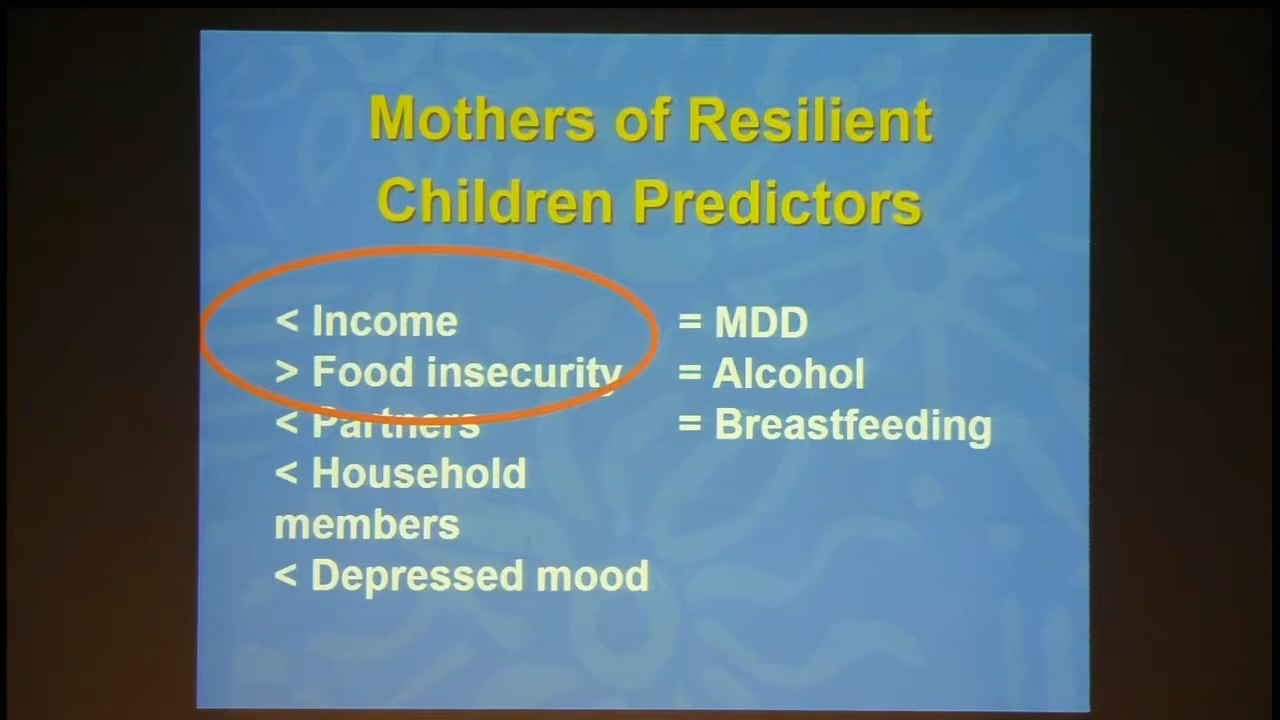 Mothers of Resilient
Children Predictors
< Income
> Food insecurity
< Partners
< Household
members
< Depressed mood
= MDD
= Alcohol
= Breastfeeding